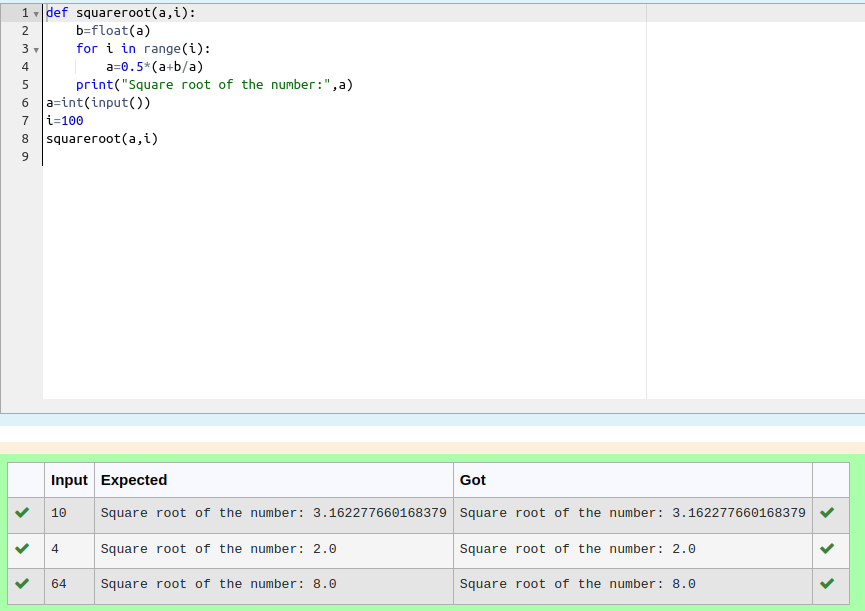 1 def squareroot(a,i):
2     b=float(a)
3     for i in range(i):
4         a=0.5*(a+b/a)
5     print("Square root of the number:",a)
6 a=int(input())
7 i=100
8 squareroot(a,i)
9
Input Expected Got
10 Square root of the number: 3.162277660168379 Square root of the number: 3.162277660168379
4 Square root of the number: 2.0 Square root of the number: 2.0
64 Square root of the number: 8.0 Square root of the number: 8.0